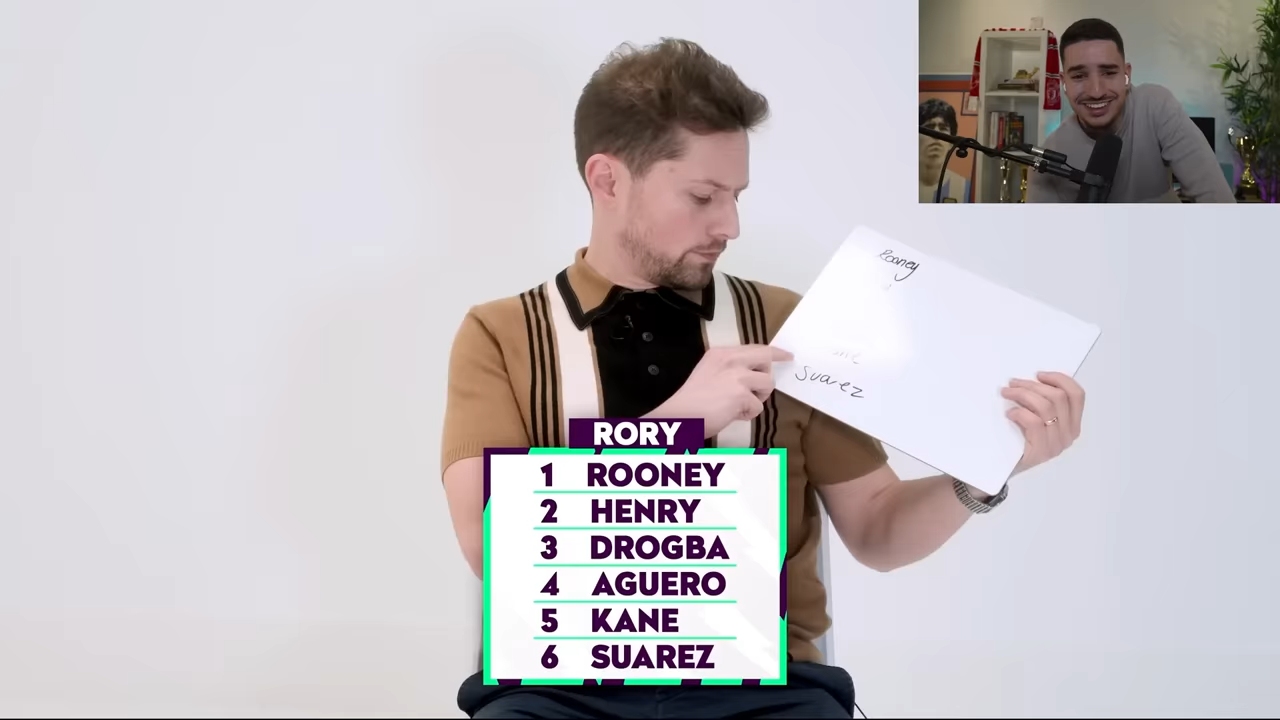 Rooney
Suarez
RORY
1 ROONEY
2 HENRY
3 DROGBA
4 AGUERO
5 KANE
6 SUAREZ